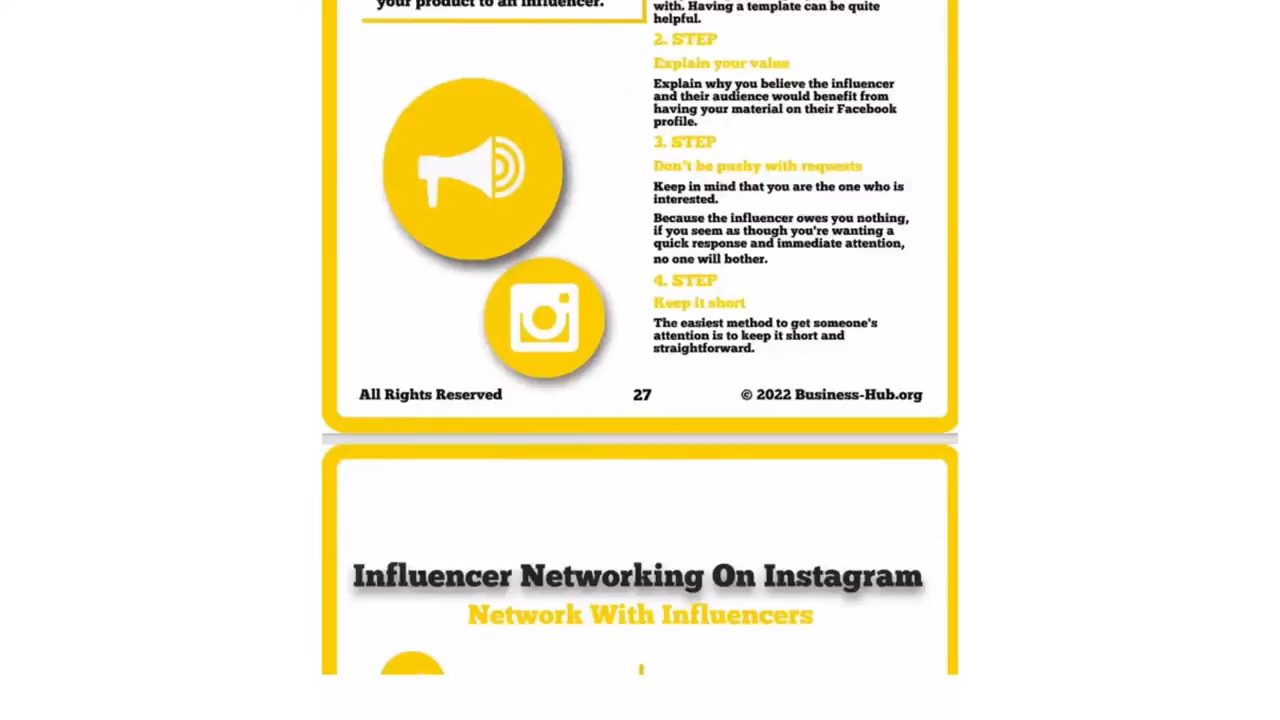 your product to an influencer.
with. Having a template can be quite
helpful.
2. STEP
Explain your value
Explain why you believe the influencer
and their audience would benefit from
having your material on their Facebook
profile.
3. STEP
Don't be pushy with requests
Keep in mind that you are the one who is
interested.
Because the influencer owes you nothing,
if you seem as though you're wanting a
quick response and immediate attention,
no one will bother.
4. STEP
Keep it short
The easiest method to get someone's
attention is to keep it short and
straightforward.
All Rights Reserved
27
© 2022 Business-Hub.org
Influencer Networking On Instagram
Network With Influencers